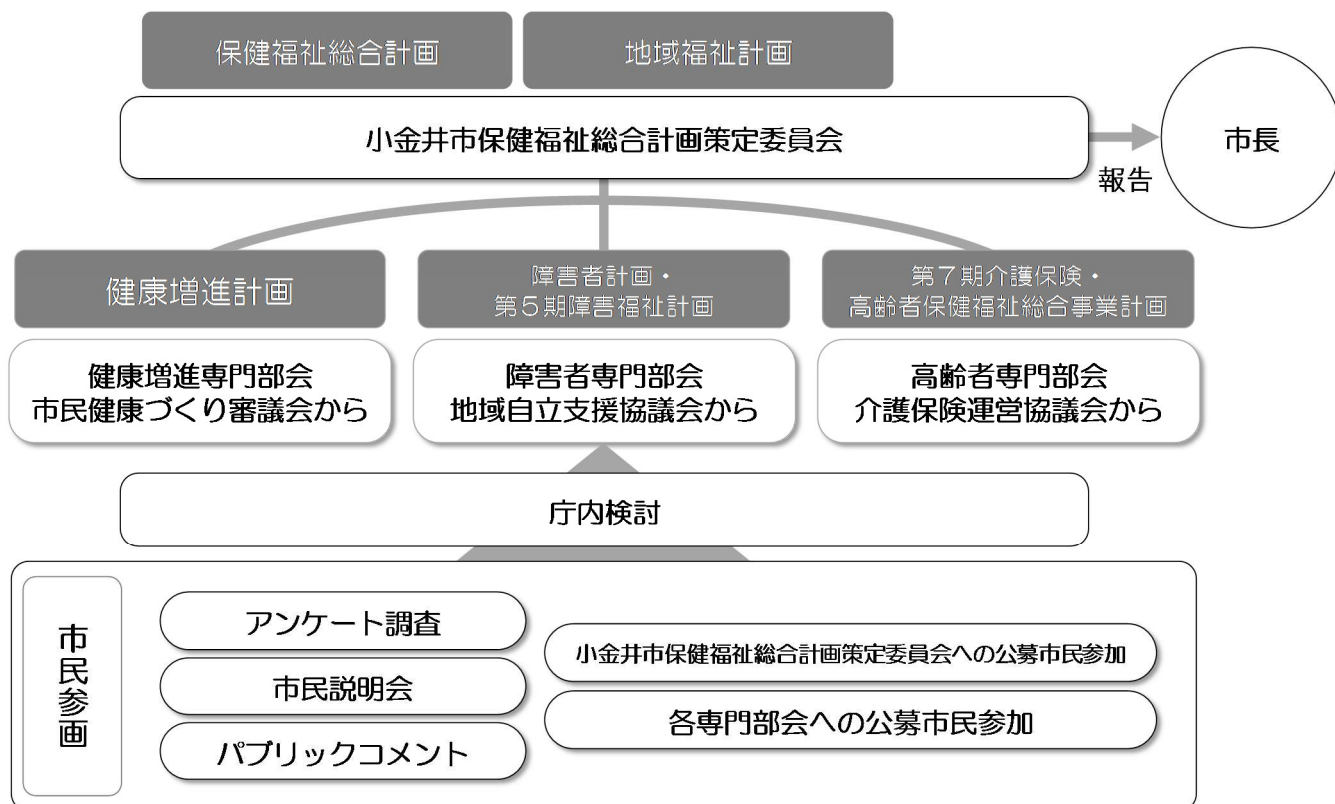 保健福祉総合計画
地域福祉計画
小金井市保健福祉総合計画策定委員会
市長
報告
健康増進計画
障害者計画・
第5期障害福祉計画
第7期介護保険・
高齢者保健福祉総合事業計画
健康増進専門部会
市民健康づくり審議会から
障害者専門部会
地域自立支援協議会から
高齢者専門部会
介護保険運営協議会から
庁内検討
市民参画
アンケート調査
市民説明会
パブリックコメント
小金井市保健福祉総合計画策定委員会への公募市民参加
各専門部会への公募市民参加